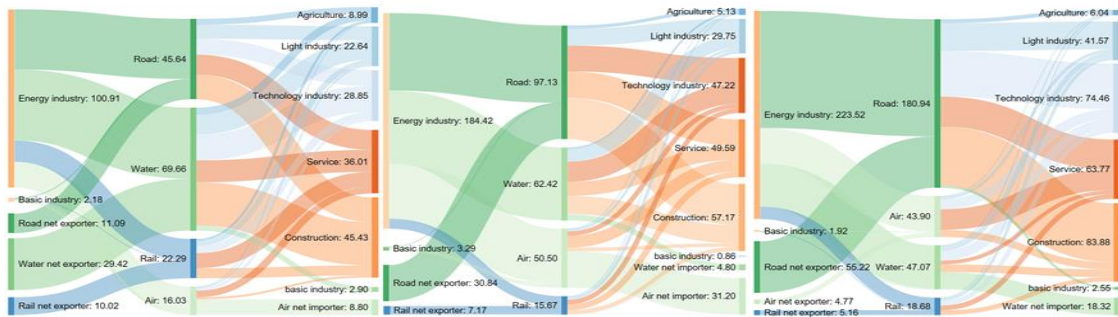 Agriculture: 8.99
Light industry: 22.64
Road: 45.64
Technology industry: 28.85
Energy industry: 100.91
Service: 36.01
Water: 69.66
Basic industry: 2.18
Road net exporter: 11.09
Construction: 45.43
Water net exporter: 29.42
Rail: 22.29
basic industry: 2.90
Air: 16.03
Rail net exporter: 10.02
Air net importer: 8.80
Agriculture: 5.13
Light industry: 29.75
Road: 97.13
Technology industry: 47.22
Energy industry: 184.42
Service: 49.59
Water: 62.42
Construction: 57.17
Basic industry: 3.29
basic industry: 0.86
Water net importer: 4.80
Road net exporter: 30.84
Air: 50.50
Air net importer: 31.20
Rail net exporter: 7.17
Rail: 15.67
Agriculture: 6.04
Light industry: 41.57
Technology industry: 74.46
Road: 180.94
Energy industry: 223.52
Service: 63.77
Air: 43.90
Basic industry: 1.92
Construction: 83.88
Road net exporter: 55.22
Water: 47.07
basic industry: 2.55
Air net exporter: 4.77
Rail net exporter: 5.16
Rail: 18.68
Water net importer: 18.32